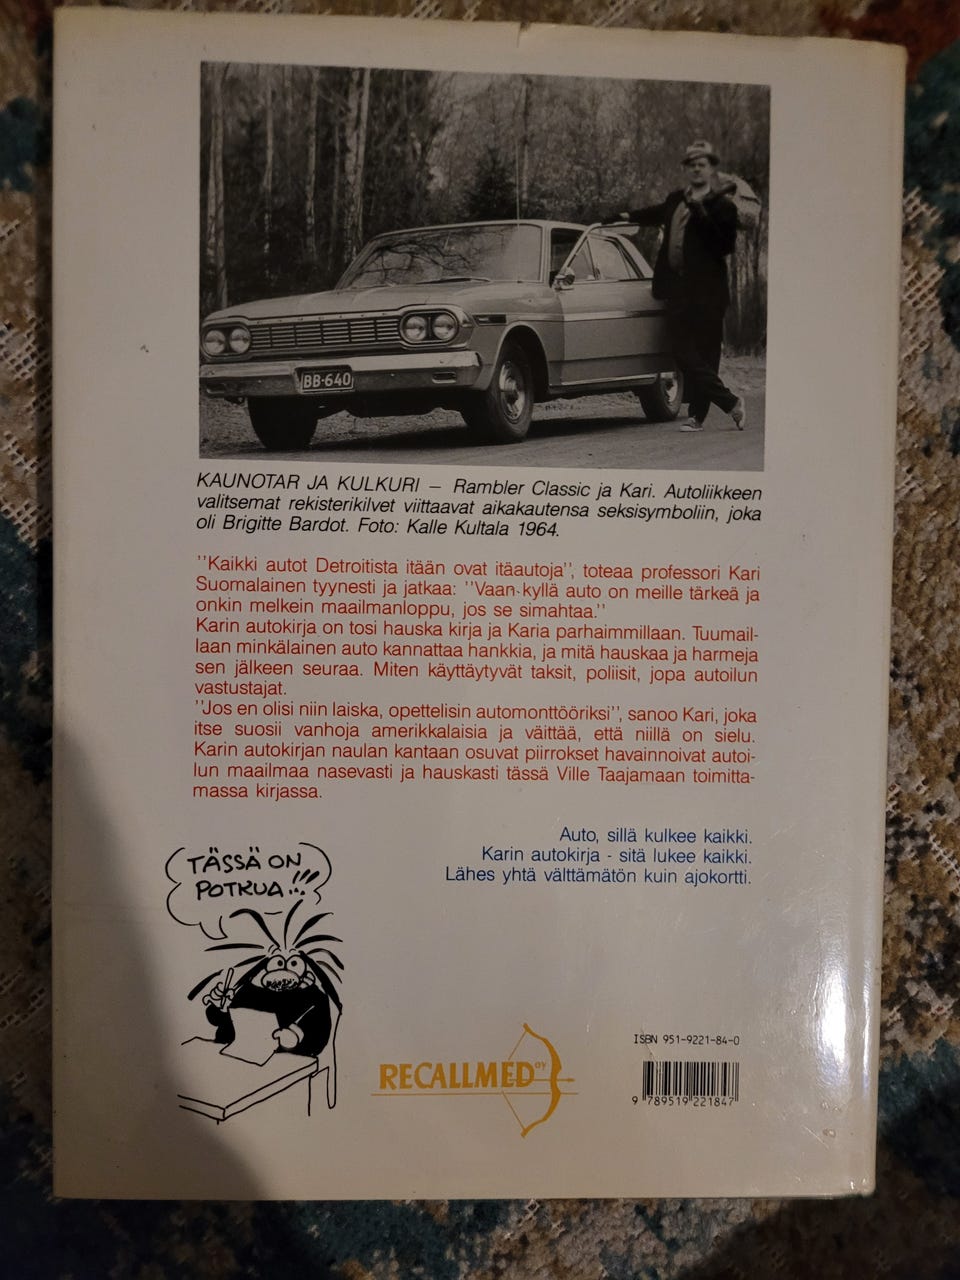 BB-640
KAUNOTAR JA KULKURI – Rambler Classic ja Kari. Autoliikkeen
valitsemat rekisterikilvet viittaavat aikakautensa seksisymboliin, joka
oli Brigitte Bardot. Foto: Kalle Kultala 1964.
''Kaikki autot Detroitista itään ovat itäautoja'', toteaa professori Kari
Suomalainen tyynesti ja jatkaa: ''Vaan kyllä auto on meille tärkeä ja
onkin melkein maailmanloppu, jos se simahtaa.''
Karin autokirja on tosi hauska kirja ja Karia parhaimmillaan. Tuumail-
laan minkälainen auto kannattaa hankkia, ja mitä hauskaa ja harmeja
sen jälkeen seuraa. Miten käyttäytyvät taksit, poliisit, jopa autoilun
vastustajat.
''Jos en olisi niin laiska, opettelisin automonttööriksi'', sanoo Kari, joka
itse suosii vanhoja amerikkalaisia ja väittää, että niillä on sielu.
Karin autokirjan naulan kantaan osuvat piirrokset havainnoivat autoi-
lun maailmaa nasevasti ja hauskasti tässä Ville Taajamaan toimitta-
massa kirjassa.
Auto, sillä kulkee kaikki.
Karin autokirja - sitä lukee kaikki.
Lähes yhtä välttämätön kuin ajokortti.
TÄSSÄ ON
POTKUA!!!
RECALLMED OY
ISBN 951-9221-84-0
9 789519 221847